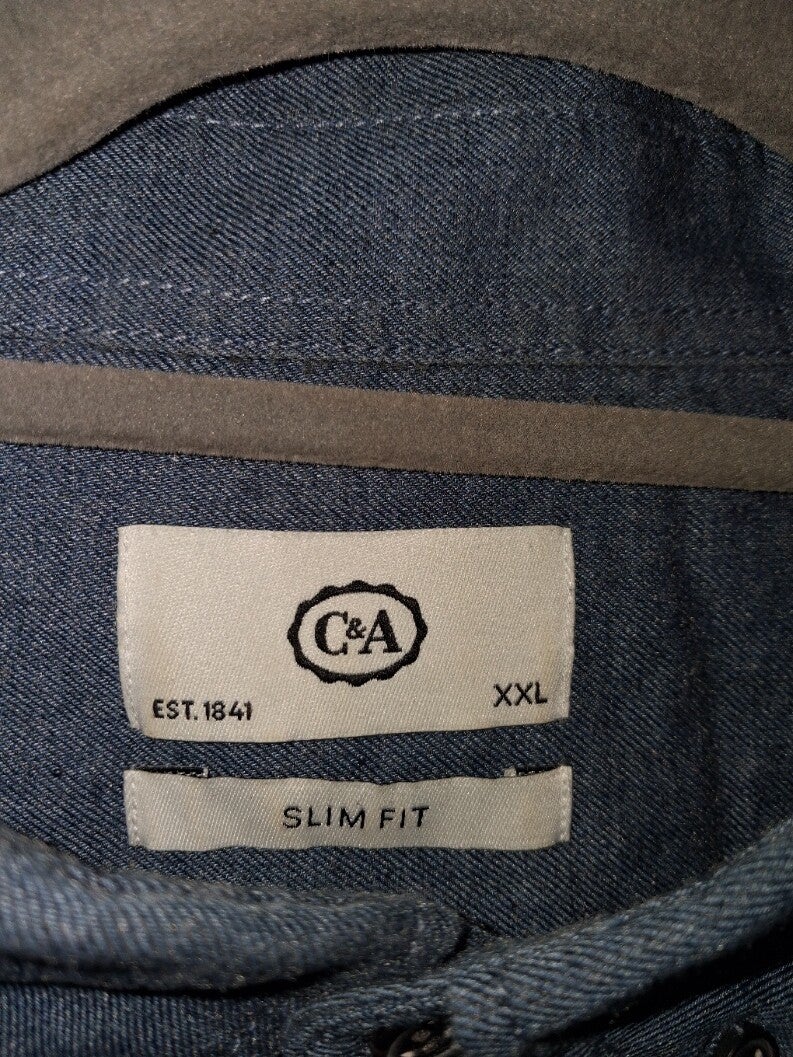 C&A
EST. 1841
XXL
SLIM FIT